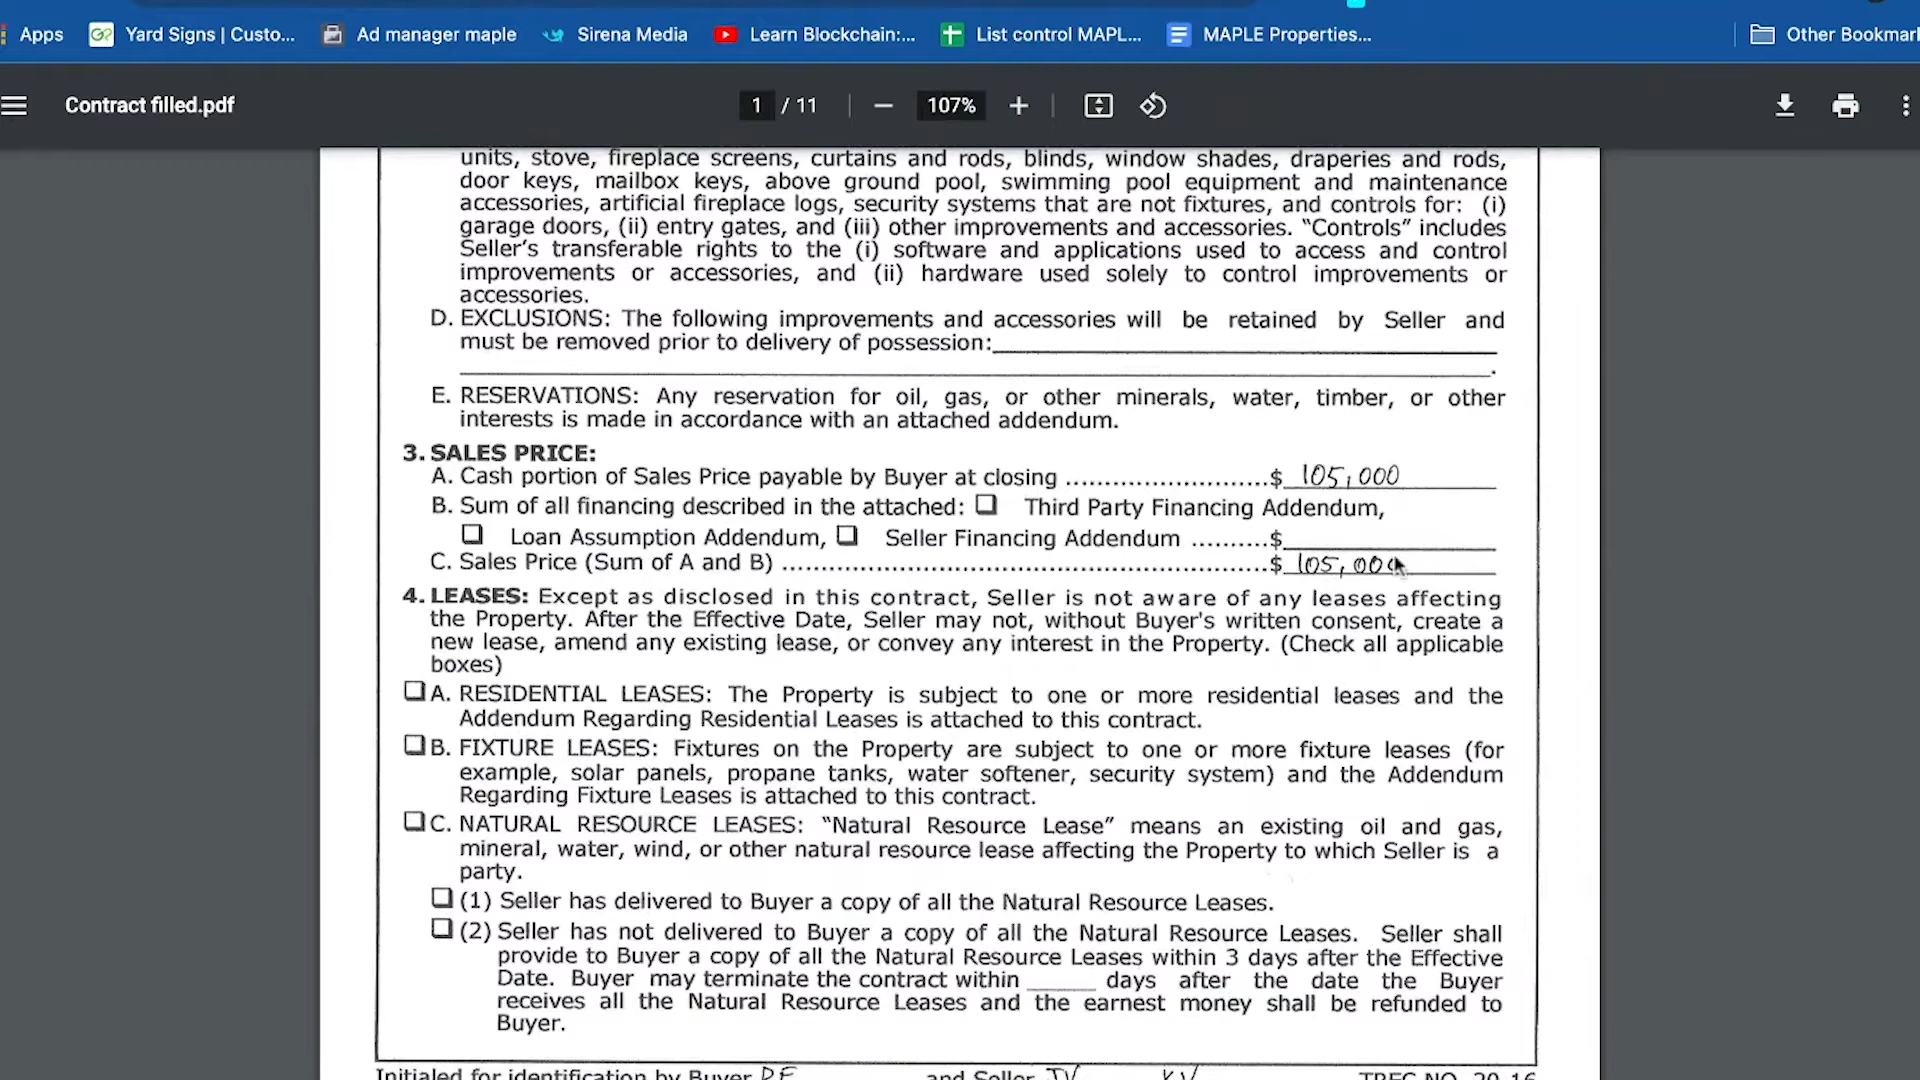 Apps Yard Signs | Custo... Ad manager maple Sirena Media Learn Blockchain:... List control MAPL... MAPLE Properties... Other Bookmark
Contract filled.pdf 1 / 11 107%
units, stove, fireplace screens, curtains and rods, blinds, window shades, draperies and rods,
door keys, mailbox keys, above ground pool, swimming pool equipment and maintenance
accessories, artificial fireplace logs, security systems that are not fixtures, and controls for: (i)
garage doors, (ii) entry gates, and (iii) other improvements and accessories. “Controls” includes
Seller’s transferable rights to the (i) software and applications used to access and control
improvements or accessories, and (ii) hardware used solely to control improvements or
accessories.
D. EXCLUSIONS: The following improvements and accessories will be retained by Seller and
must be removed prior to delivery of possession:
E. RESERVATIONS: Any reservation for oil, gas, or other minerals, water, timber, or other
interests is made in accordance with an attached addendum.
3. SALES PRICE:
A. Cash portion of Sales Price payable by Buyer at closing ..........................$ 105,000
B. Sum of all financing described in the attached: ❑ Third Party Financing Addendum,
❑ Loan Assumption Addendum, ❑ Seller Financing Addendum ..........$
C. Sales Price (Sum of A and B) ................................................................$ 105,000
4. LEASES: Except as disclosed in this contract, Seller is not aware of any leases affecting
the Property. After the Effective Date, Seller may not, without Buyer's written consent, create a
new lease, amend any existing lease, or convey any interest in the Property. (Check all applicable
boxes)
❑ A. RESIDENTIAL LEASES: The Property is subject to one or more residential leases and the
Addendum Regarding Residential Leases is attached to this contract.
❑ B. FIXTURE LEASES: Fixtures on the Property are subject to one or more fixture leases (for
example, solar panels, propane tanks, water softener, security system) and the Addendum
Regarding Fixture Leases is attached to this contract.
❑ C. NATURAL RESOURCE LEASES: “Natural Resource Lease” means an existing oil and gas,
mineral, water, wind, or other natural resource lease affecting the Property to which Seller is a
party.
❑ (1) Seller has delivered to Buyer a copy of all the Natural Resource Leases.
❑ (2) Seller has not delivered to Buyer a copy of all the Natural Resource Leases. Seller shall
provide to Buyer a copy of all the Natural Resource Leases within 3 days after the Effective
Date. Buyer may terminate the contract within ______ days after the date the Buyer
receives all the Natural Resource Leases and the earnest money shall be refunded to
Buyer.
Initialed for identification by Buyer and Seller TREC NO. 20-16